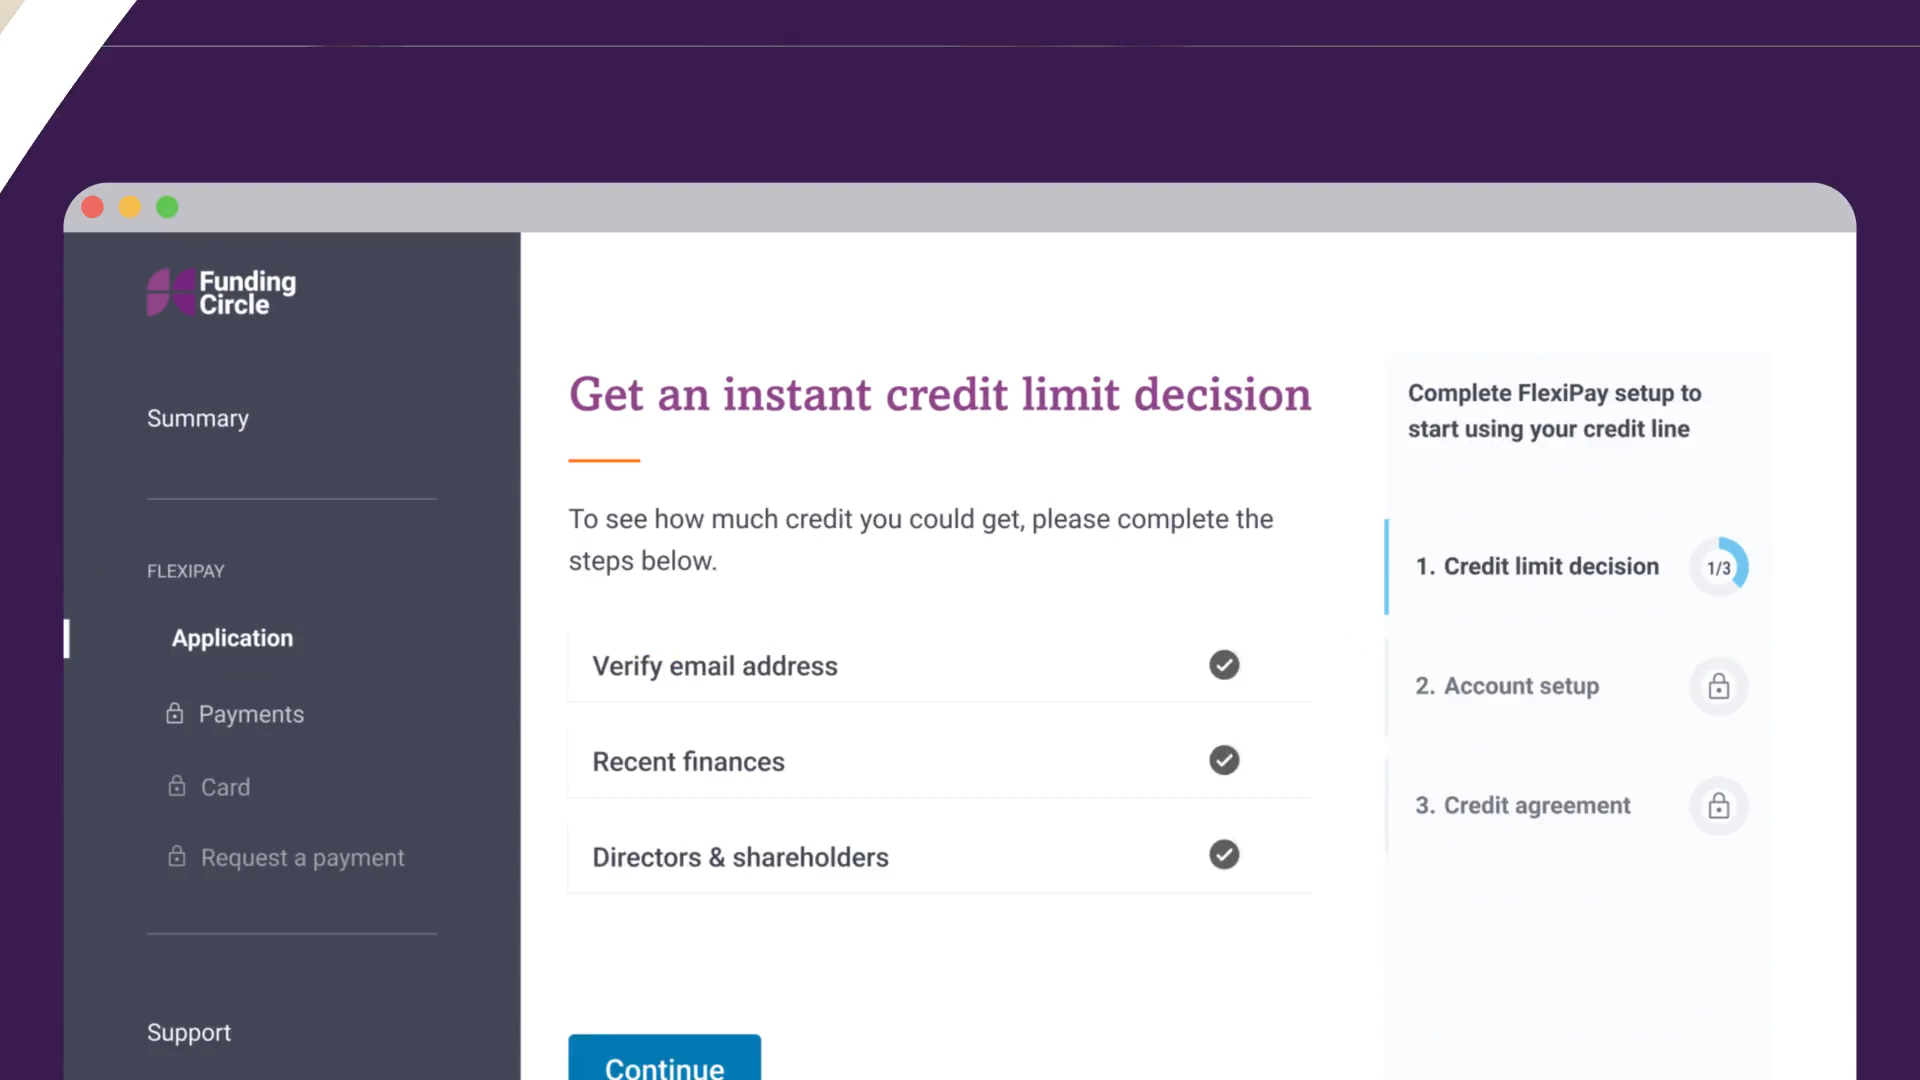 Funding
Circle
Summary
FLEXIPAY
Application
Payments
Card
Request a payment
Support
Get an instant credit limit decision
To see how much credit you could get, please complete the
steps below.
Verify email address
Recent finances
Directors & shareholders
Continue
Complete FlexiPay setup to
start using your credit line
1. Credit limit decision 1/3
2. Account setup
3. Credit agreement